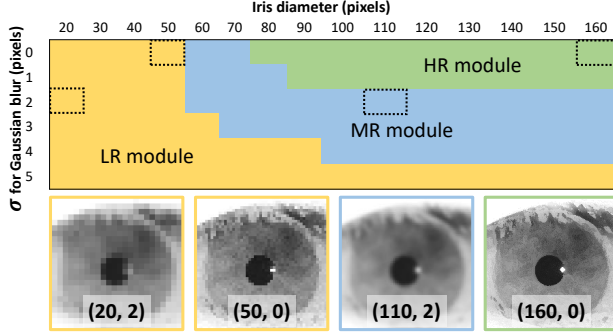 Iris diameter (pixels)
20 30 40 50 60 70 80 90 100 110 120 130 140 150 160
σ for Gaussian blur (pixels)
0
1
2
3
4
5
HR module
MR module
LR module
(20, 2) (50, 0) (110, 2) (160, 0)